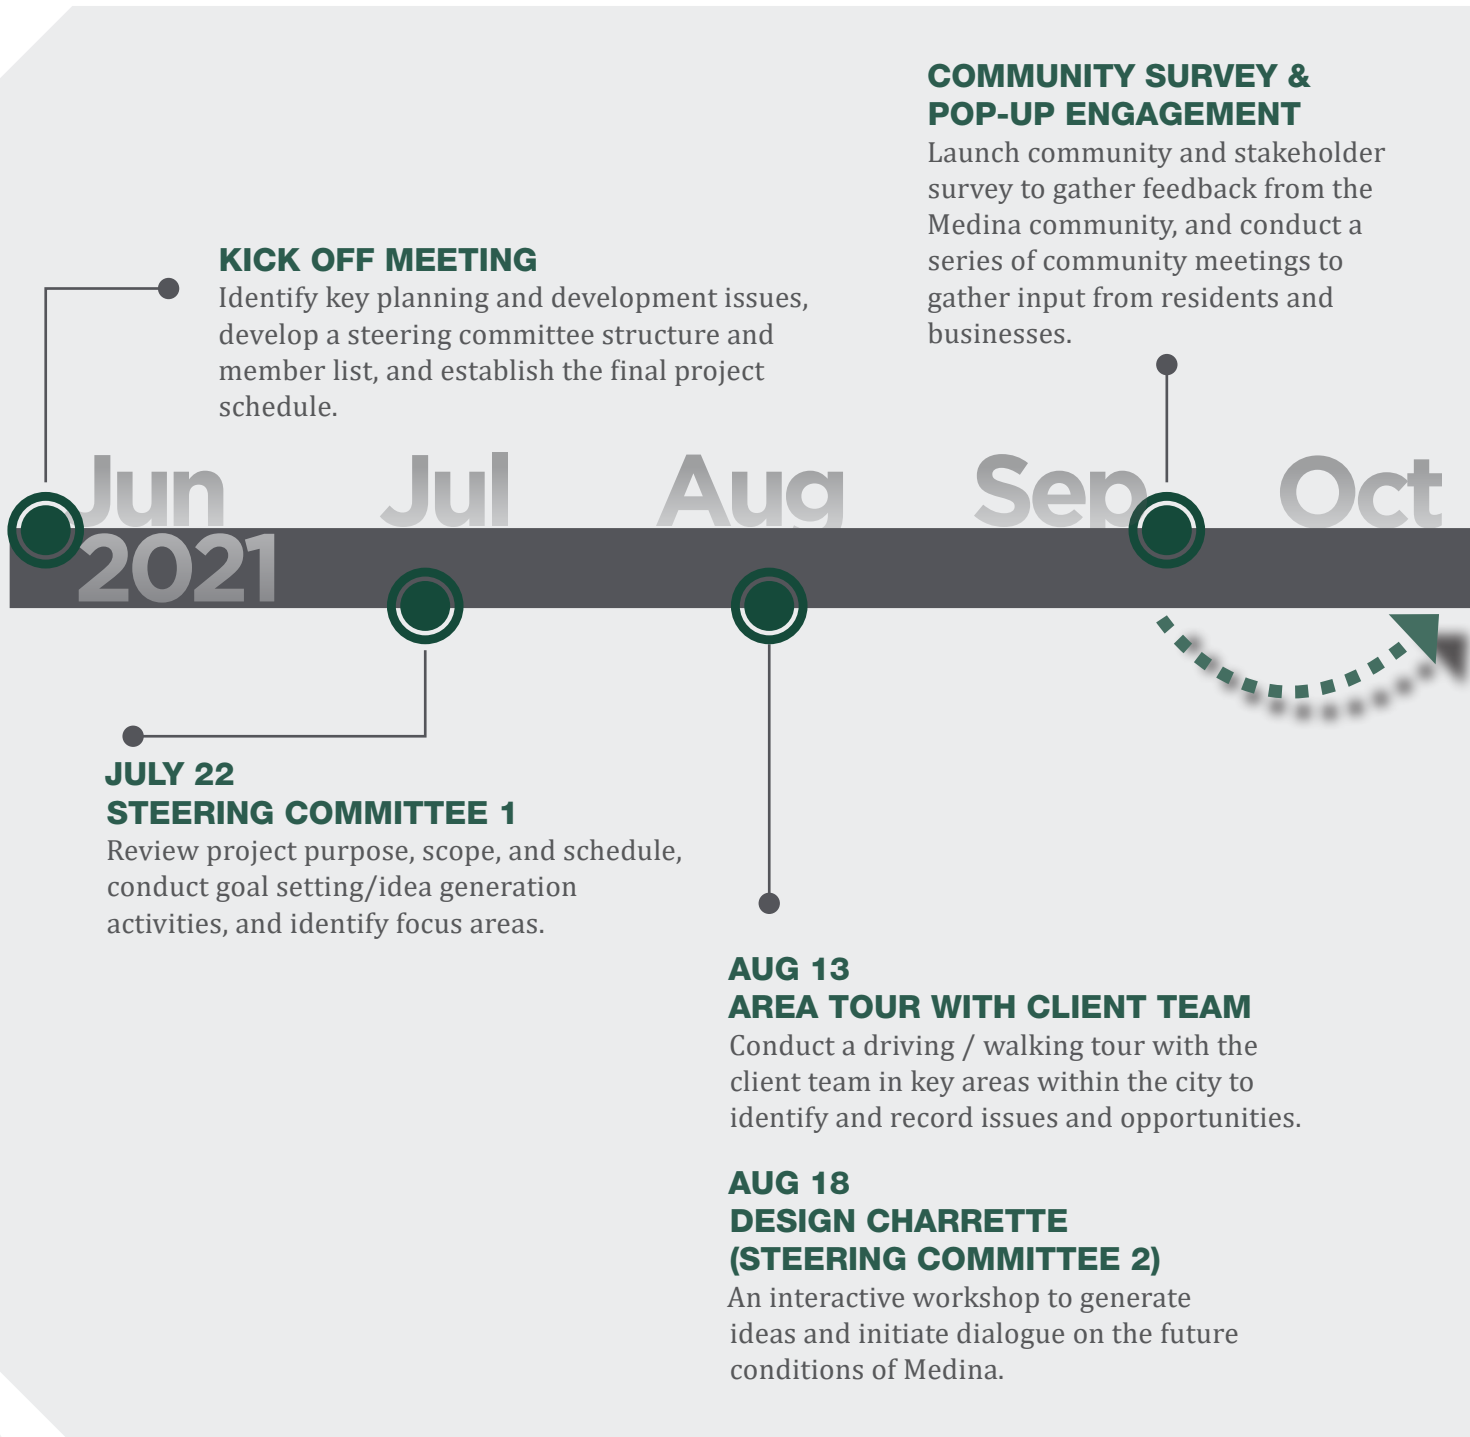 COMMUNITY SURVEY &
POP-UP ENGAGEMENT
Launch community and stakeholder
survey to gather feedback from the
Medina community, and conduct a
series of community meetings to
gather input from residents and
businesses.
KICK OFF MEETING
Identify key planning and development issues,
develop a steering committee structure and
member list, and establish the final project
schedule.
Jun Jul Aug Sep Oct
2021
JULY 22
STEERING COMMITTEE 1
Review project purpose, scope, and schedule,
conduct goal setting/idea generation
activities, and identify focus areas.
AUG 13
AREA TOUR WITH CLIENT TEAM
Conduct a driving / walking tour with the
client team in key areas within the city to
identify and record issues and opportunities.
AUG 18
DESIGN CHARRETTE
(STEERING COMMITTEE 2)
An interactive workshop to generate
ideas and initiate dialogue on the future
conditions of Medina.